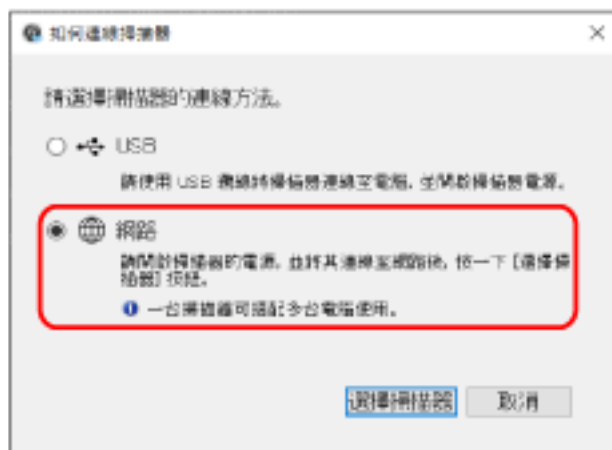 如何連線掃描器
請選擇掃描器的連線方法。
USB
請使用 USB 纜線將掃描器連線至電腦，並開啟掃描器電源。
網路
請開啟掃描器的電源，並將其連線至網路後，按一下 [選擇掃
描器] 按鈕。
一台掃描器可搭配多台電腦使用。
選擇掃描器
取消